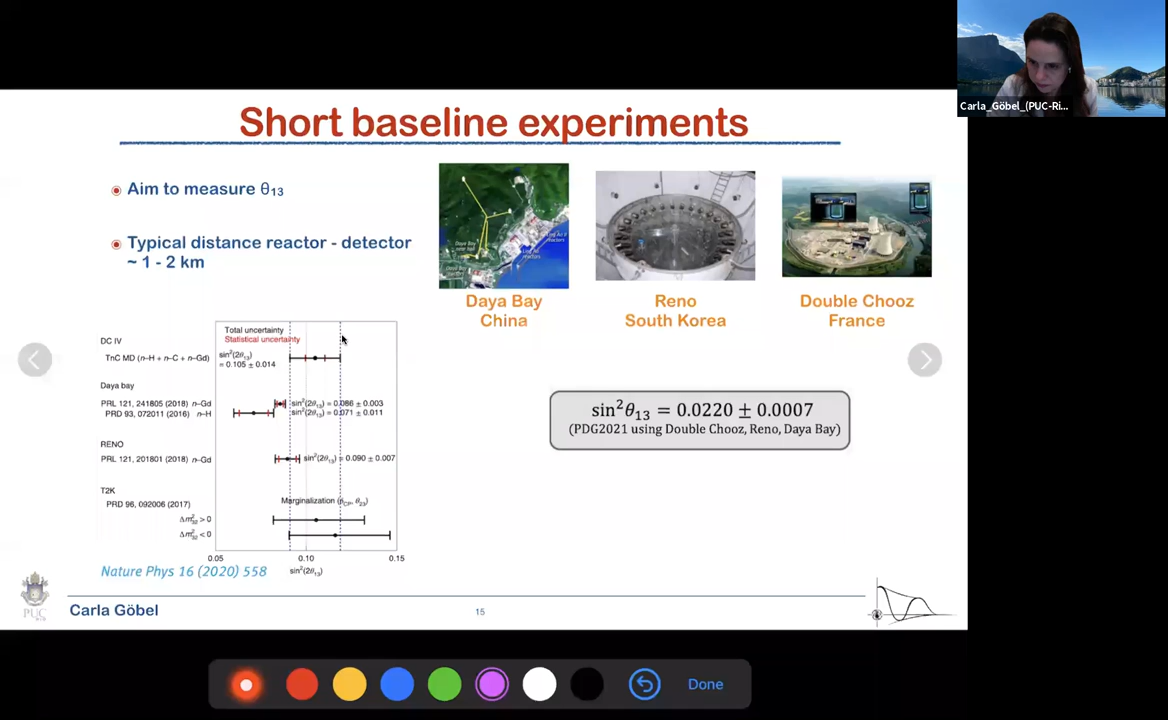 Carla_Göbel_(PUC-Ri...
Short baseline experiments
Aim to measure θ₁₃
Typical distance reactor - detector
~ 1 - 2 km
Daya Bay
China
Reno
South Korea
Double Chooz
France
Total uncertainty
Statistical uncertainty
DC IV
TnC MD (n–H + n–C + n–Gd)
sin²(2θ₁₃)
= 0.105 ± 0.014
Daya bay
PRL 121, 241805 (2018) n–Gd
sin²(2θ₁₃) = 0.086 ± 0.003
PRD 93, 072011 (2016) n–H
sin²(2θ₁₃) = 0.071 ± 0.011
RENO
PRL 121, 201801 (2018) n–Gd
sin²(2θ₁₃) = 0.090 ± 0.007
T2K
PRD 96, 092006 (2017)
Marginalization (δCP, θ₂₃)
Δm²₃₂ > 0
Δm²₃₂ < 0
0.05 0.10 0.15
sin²(2θ₁₃)
sin²θ₁₃ = 0.0220 ± 0.0007
(PDG2021 using Double Chooz, Reno, Daya Bay)
Nature Phys 16 (2020) 558
PUC
Carla Göbel
15
Done